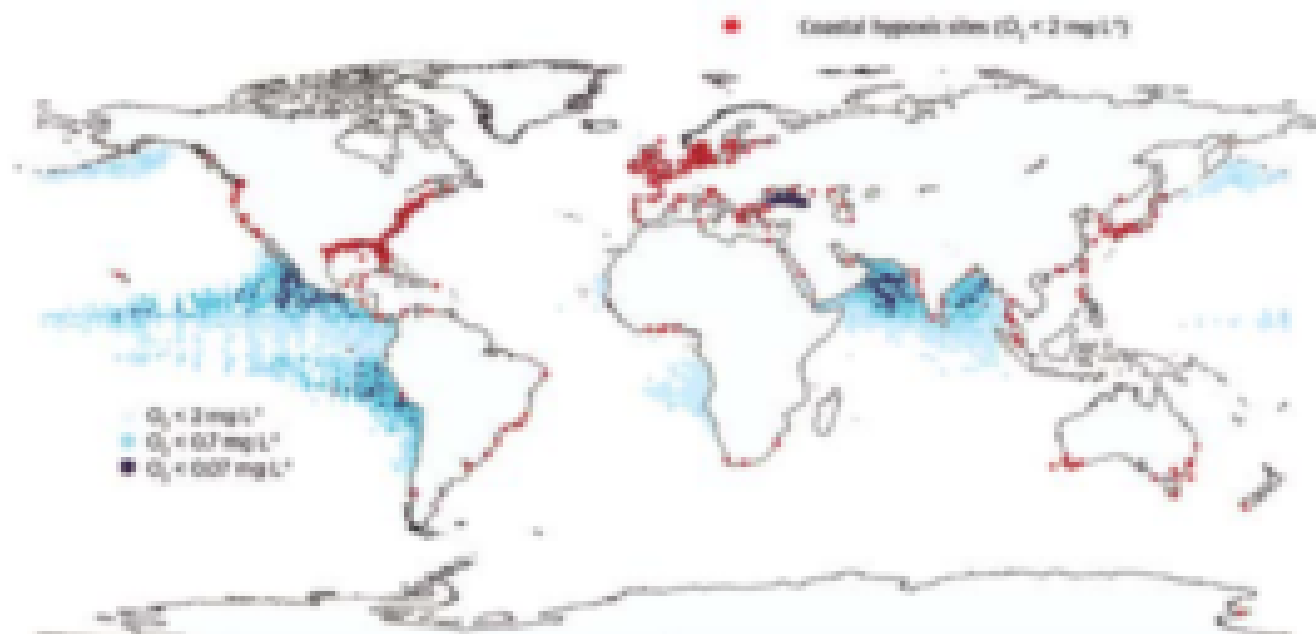 Coastal hypoxic sites (O₂ < 2 mg L⁻¹)
O₂ < 2 mg L⁻¹
O₂ < 0.7 mg L⁻¹
O₂ < 0.07 mg L⁻¹